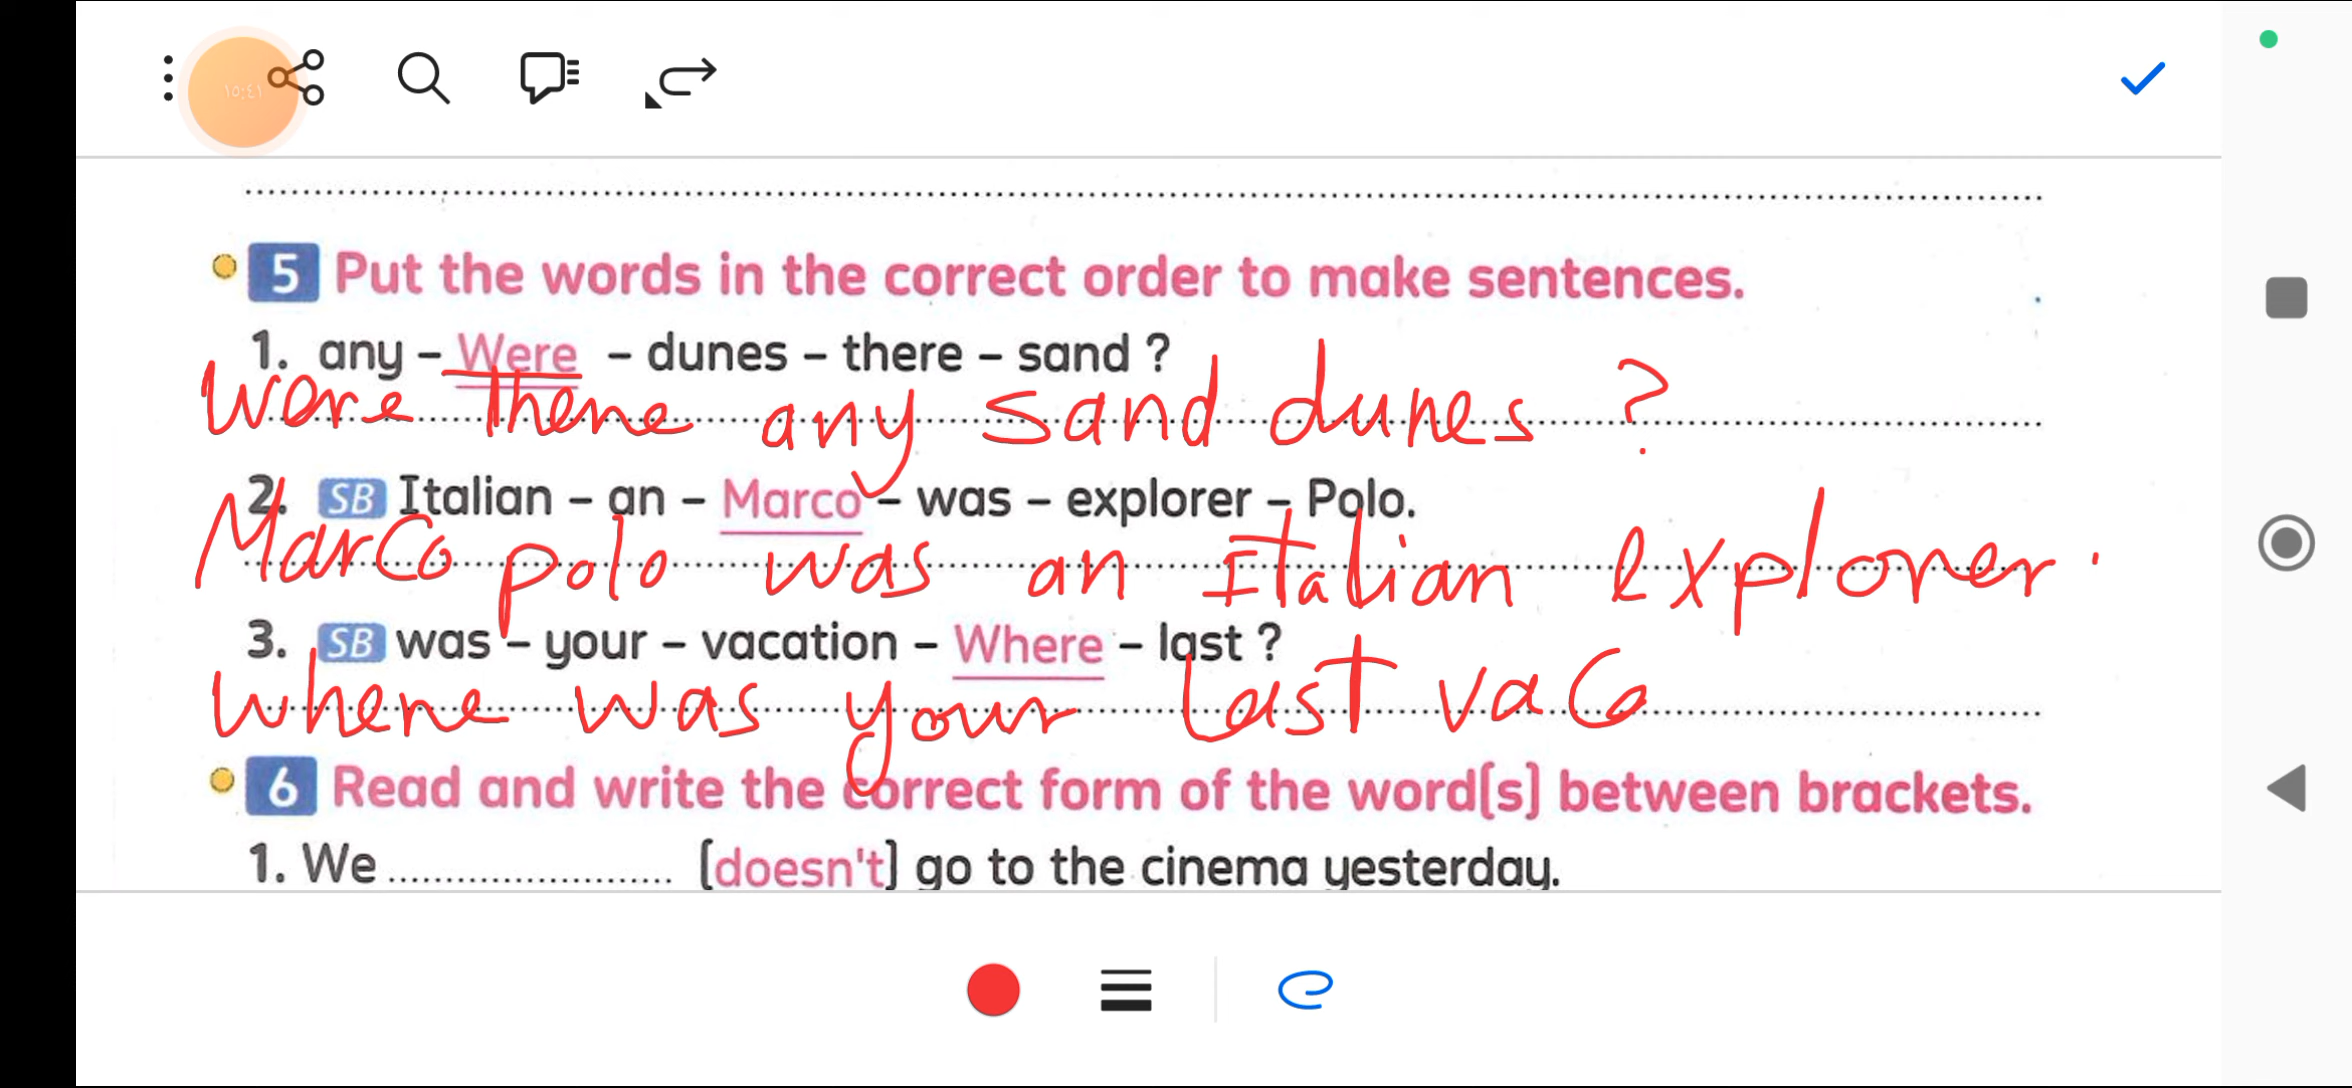 ١٥:٤١
5 Put the words in the correct order to make sentences.
1. any – Were – dunes – there – sand ?
Were there any sand dunes ?
2. SB Italian – an – Marco – was – explorer – Polo.
Marco polo was an Italian explorer.
3. SB was – your – vacation – Where – last ?
where was your last vaca
6 Read and write the correct form of the word(s) between brackets.
1. We ........................ (doesn't) go to the cinema yesterday.